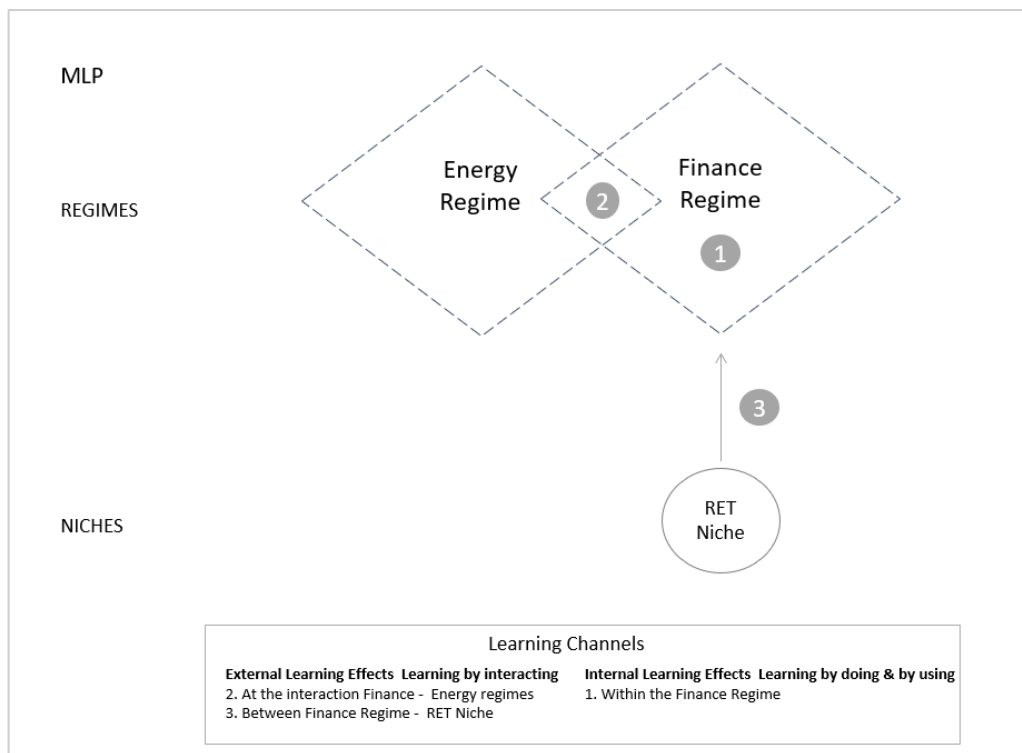 MLP
Energy
Regime
Finance
Regime
2
REGIMES
1
3
RET
Niche
NICHES
Learning Channels
External Learning Effects  Learning by interacting
2. At the interaction Finance -  Energy regimes
3. Between Finance Regime -  RET Niche
Internal Learning Effects  Learning by doing & by using
1. Within the Finance Regime